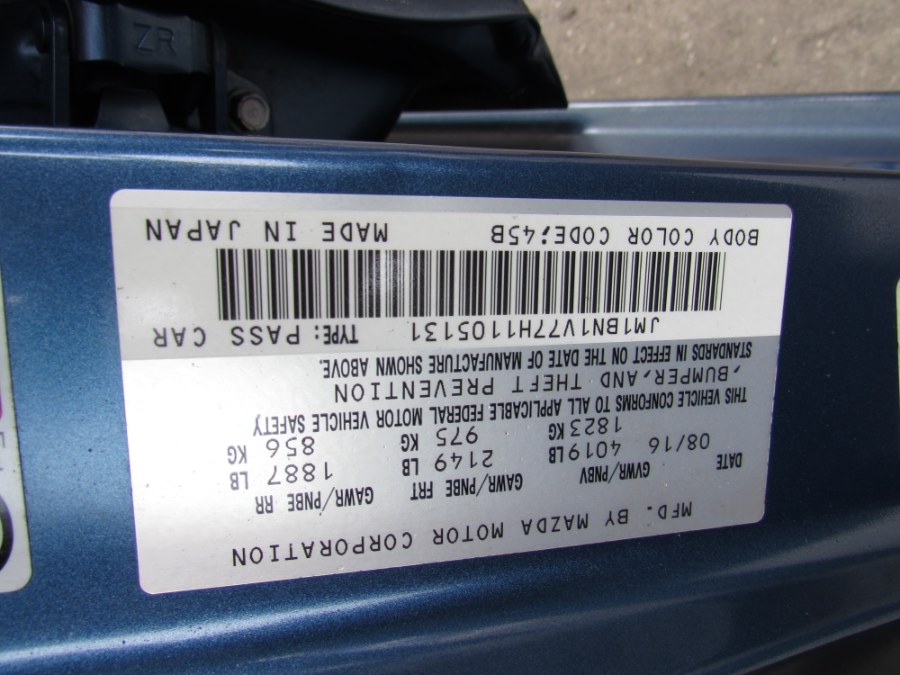 MFD. BY MAZDA MOTOR CORPORATION
GVWR/PNBV GAWR/PNBE FRT GAWR/PNBE RR
DATE
08/16 4019LB 2149 LB 1887 LB
1823KG 975 KG 856 KG
THIS VEHICLE CONFORMS TO ALL APPLICABLE FEDERAL MOTOR VEHICLE SAFETY
,BUMPER,AND THEFT PREVENTION
STANDARDS IN EFFECT ON THE DATE OF MANUFACTURE SHOWN ABOVE.
JM1BN1V77H1105131 TYPE:PASS CAR
BODY COLOR CODE:45B MADE IN JAPAN
ZR